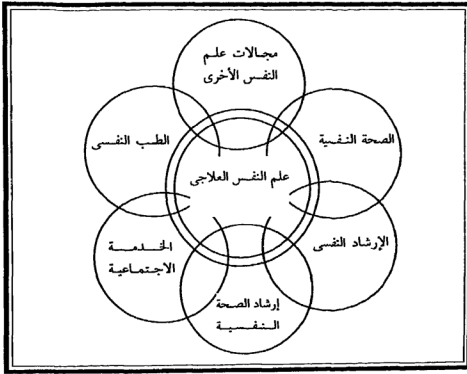 مجالات علم
النفس الأخرى
الطب النفسى
الصحة النفسية
علم النفس العلاجى
الخدمة
الاجتماعية
الإرشاد النفسى
إرشاد الصحة
النفسية